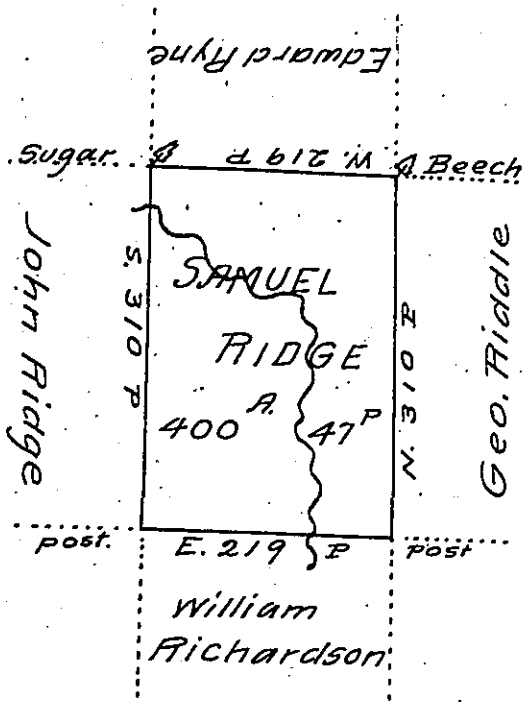 Edward Ryne
Sugar. W. 219 P Beech
John Ridge
S. 310 P
SAMUEL
RIDGE
A. P
400 47
N. 310 P
Geo. Riddle
post. E. 219 P post
William
Richardson